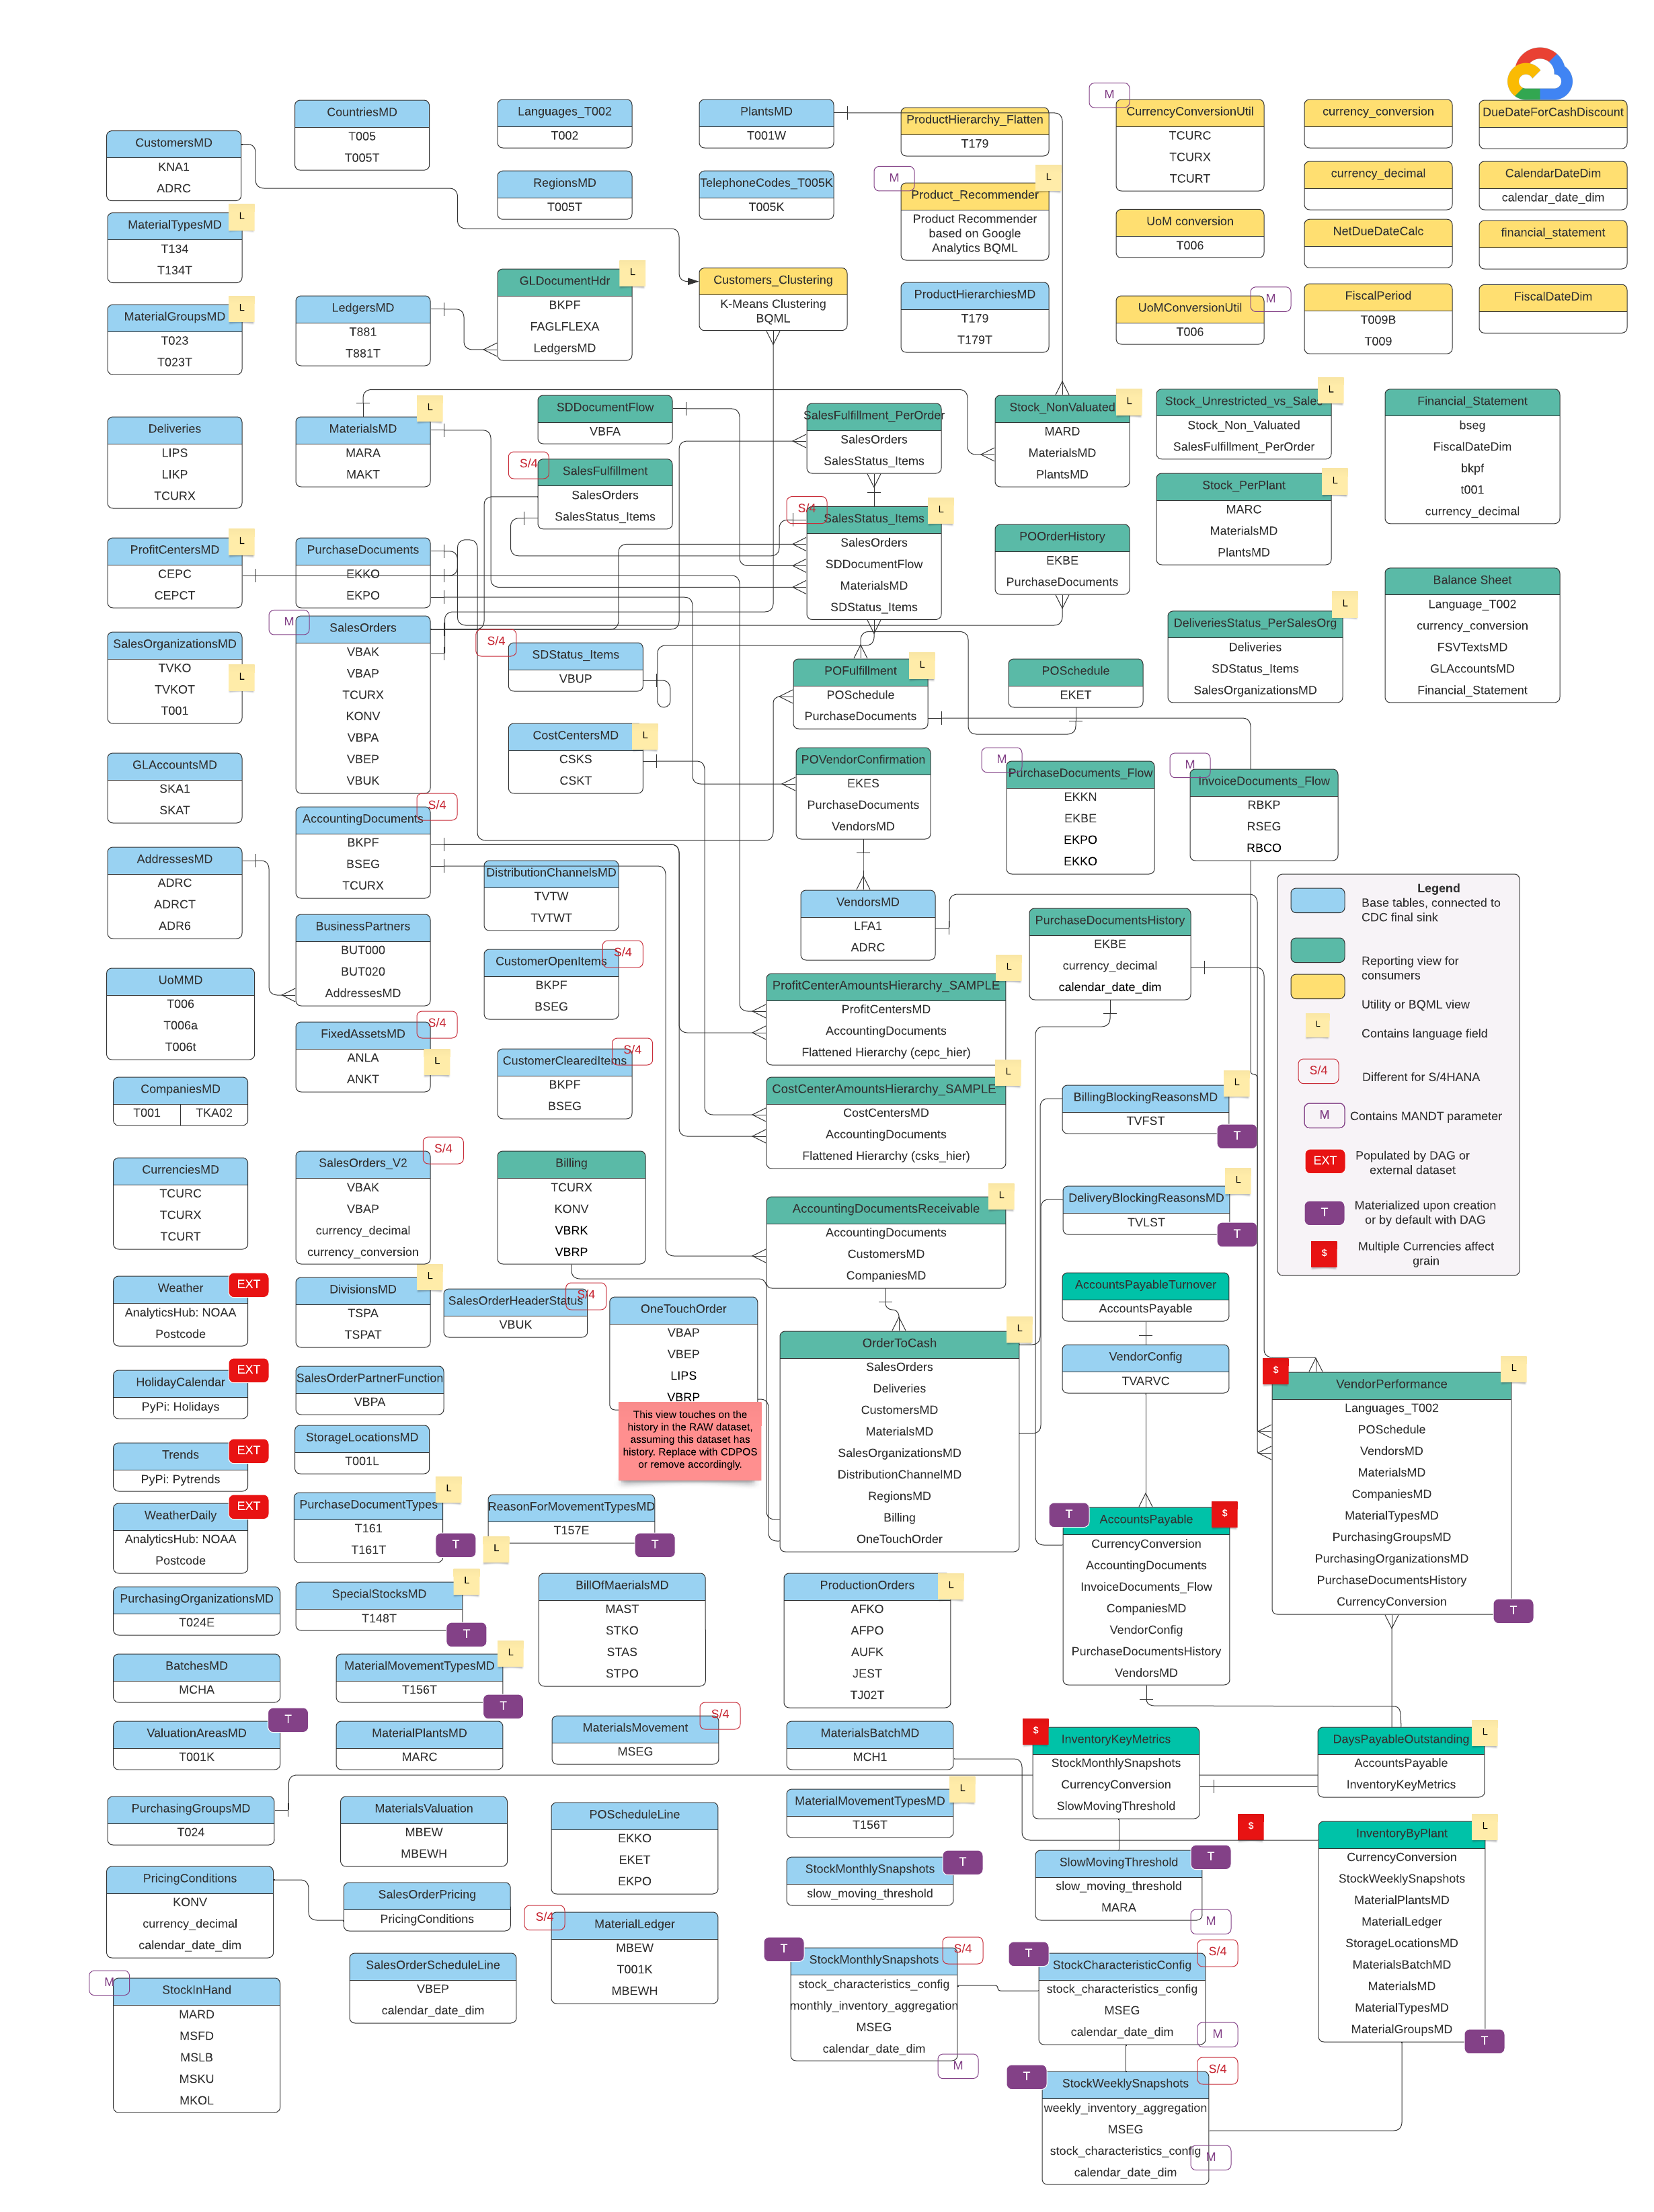 CustomersMD
KNA1
ADRC
CountriesMD
T005
T005T
Languages_T002
T002
PlantsMD
T001W
ProductHierarchy_Flatten
T179
M
CurrencyConversionUtil
TCURC
TCURX
TCURT
currency_conversion
DueDateForCashDiscount
RegionsMD
T005T
TelephoneCodes_T005K
T005K
M
L
Product_Recommender
Product Recommender
based on Google
Analytics BQML
currency_decimal
CalendarDateDim
calendar_date_dim
MaterialTypesMD
L
T134
T134T
UoM conversion
T006
NetDueDateCalc
financial_statement
GLDocumentHdr
L
BKPF
FAGLFLEXA
LedgersMD
Customers_Clustering
K-Means Clustering
BQML
ProductHierarchiesMD
T179
T179T
UoMConversionUtil
M
T006
FiscalPeriod
T009B
T009
FiscalDateDim
MaterialGroupsMD
L
T023
T023T
LedgersMD
T881
T881T
Deliveries
LIPS
LIKP
TCURX
MaterialsMD
L
MARA
MAKT
SDDocumentFlow
VBFA
SalesFulfillment_PerOrder
SalesOrders
SalesStatus_Items
Stock_NonValuated
L
MARD
MaterialsMD
PlantsMD
Stock_Unrestricted_vs_Sales
L
Stock_Non_Valuated
SalesFulfillment_PerOrder
Financial_Statement
bseg
FiscalDateDim
bkpf
t001
currency_decimal
S/4
SalesFulfillment
SalesOrders
SalesStatus_Items
Stock_PerPlant
L
MARC
MaterialsMD
PlantsMD
S/4
SalesStatus_Items
L
SalesOrders
SDDocumentFlow
MaterialsMD
SDStatus_Items
POOrderHistory
EKBE
PurchaseDocuments
ProfitCentersMD
L
CEPC
CEPCT
PurchaseDocuments
EKKO
EKPO
Balance Sheet
Language_T002
currency_conversion
FSVTextsMD
GLAccountsMD
Financial_Statement
M
SalesOrders
VBAK
VBAP
TCURX
KONV
VBPA
VBEP
VBUK
SalesOrganizationsMD
TVKO
TVKOT
L
T001
S/4
SDStatus_Items
VBUP
DeliveriesStatus_PerSalesOrg
L
Deliveries
SDStatus_Items
SalesOrganizationsMD
POFulfillment
L
POSchedule
PurchaseDocuments
POSchedule
EKET
CostCentersMD
L
CSKS
CSKT
GLAccountsMD
SKA1
SKAT
POVendorConfirmation
EKES
PurchaseDocuments
VendorsMD
M
PurchaseDocuments_Flow
EKKN
EKBE
EKPO
EKKO
M
InvoiceDocuments_Flow
RBKP
RSEG
RBCO
S/4
AccountingDocuments
BKPF
BSEG
TCURX
AddressesMD
ADRC
ADRCT
ADR6
DistributionChannelsMD
TVTW
TVTWT
VendorsMD
LFA1
ADRC
PurchaseDocumentsHistory
EKBE
currency_decimal
calendar_date_dim
Legend
Base tables, connected to
CDC final sink
Reporting view for
consumers
Utility or BQML view
L
Contains language field
S/4
Different for S/4HANA
M
Contains MANDT parameter
EXT
Populated by DAG or
external dataset
T
Materialized upon creation
or by default with DAG
$
Multiple Currencies affect
grain
BusinessPartners
BUT000
BUT020
AddressesMD
S/4
CustomerOpenItems
BKPF
BSEG
UoMMD
T006
T006a
T006t
L
ProfitCenterAmountsHierarchy_SAMPLE
ProfitCentersMD
AccountingDocuments
Flattened Hierarchy (cepc_hier)
S/4
FixedAssetsMD
L
ANLA
ANKT
S/4
CustomerClearedItems
BKPF
BSEG
L
CostCenterAmountsHierarchy_SAMPLE
CostCentersMD
AccountingDocuments
Flattened Hierarchy (csks_hier)
CompaniesMD
T001
TKA02
L
BillingBlockingReasonsMD
TVFST
T
S/4
SalesOrders_V2
VBAK
VBAP
currency_decimal
currency_conversion
CurrenciesMD
TCURC
TCURX
TCURT
Billing
TCURX
KONV
VBRK
VBRP
L
AccountingDocumentsReceivable
AccountingDocuments
CustomersMD
CompaniesMD
L
DeliveryBlockingReasonsMD
TVLST
T
Weather
EXT
AnalyticsHub: NOAA
Postcode
DivisionsMD
L
TSPA
TSPAT
S/4
SalesOrderHeaderStatus
VBUK
OneTouchOrder
VBAP
VBEP
LIPS
VBRP
This view touches on the
history in the RAW dataset,
assuming this dataset has
history. Replace with CDPOS
or remove accordingly.
AccountsPayableTurnover
AccountsPayable
L
OrderToCash
SalesOrders
Deliveries
CustomersMD
MaterialsMD
SalesOrganizationsMD
DistributionChannelMD
RegionsMD
Billing
OneTouchOrder
VendorConfig
TVARVC
HolidayCalendar
EXT
PyPi: Holidays
SalesOrderPartnerFunction
VBPA
$
VendorPerformance
L
Languages_T002
POSchedule
VendorsMD
MaterialsMD
CompaniesMD
MaterialTypesMD
PurchasingGroupsMD
PurchasingOrganizationsMD
PurchaseDocumentsHistory
CurrencyConversion
T
Trends
EXT
PyPi: Pytrends
StorageLocationsMD
T001L
WeatherDaily
EXT
AnalyticsHub: NOAA
Postcode
PurchaseDocumentTypes
L
T161
T161T
T
ReasonForMovementTypesMD
T157E
L
T
T
AccountsPayable
$
CurrencyConversion
AccountingDocuments
InvoiceDocuments_Flow
CompaniesMD
VendorConfig
PurchaseDocumentsHistory
VendorsMD
PurchasingOrganizationsMD
T024E
SpecialStocksMD
L
T148T
T
BillOfMaerialsMD
MAST
STKO
STAS
STPO
ProductionOrders
L
AFKO
AFPO
AUFK
JEST
TJ02T
BatchesMD
MCHA
MaterialMovementTypesMD
L
T156T
T
ValuationAreasMD
T
T001K
MaterialPlantsMD
MARC
MaterialsMovement
S/4
MSEG
MaterialsBatchMD
MCH1
$
InventoryKeyMetrics
StockMonthlySnapshots
CurrencyConversion
SlowMovingThreshold
DaysPayableOutstanding
L
AccountsPayable
InventoryKeyMetrics
PurchasingGroupsMD
T024
MaterialsValuation
MBEW
MBEWH
POScheduleLine
EKKO
EKET
EKPO
MaterialMovementTypesMD
L
T156T
$
InventoryByPlant
L
CurrencyConversion
StockWeeklySnapshots
MaterialPlantsMD
MaterialLedger
StorageLocationsMD
MaterialsBatchMD
MaterialsMD
MaterialTypesMD
MaterialGroupsMD
T
PricingConditions
KONV
currency_decimal
calendar_date_dim
SalesOrderPricing
PricingConditions
StockMonthlySnapshots
T
slow_moving_threshold
SlowMovingThreshold
T
slow_moving_threshold
MARA
M
S/4
MaterialLedger
MBEW
T001K
MBEWH
SalesOrderScheduleLine
VBEP
calendar_date_dim
M
StockInHand
MARD
MSFD
MSLB
MSKU
MKOL
T
StockMonthlySnapshots
S/4
stock_characteristics_config
monthly_inventory_aggregation
MSEG
calendar_date_dim
M
T
StockCharacteristicConfig
S/4
stock_characteristics_config
MSEG
calendar_date_dim
M
T
StockWeeklySnapshots
S/4
weekly_inventory_aggregation
MSEG
stock_characteristics_config
M
calendar_date_dim